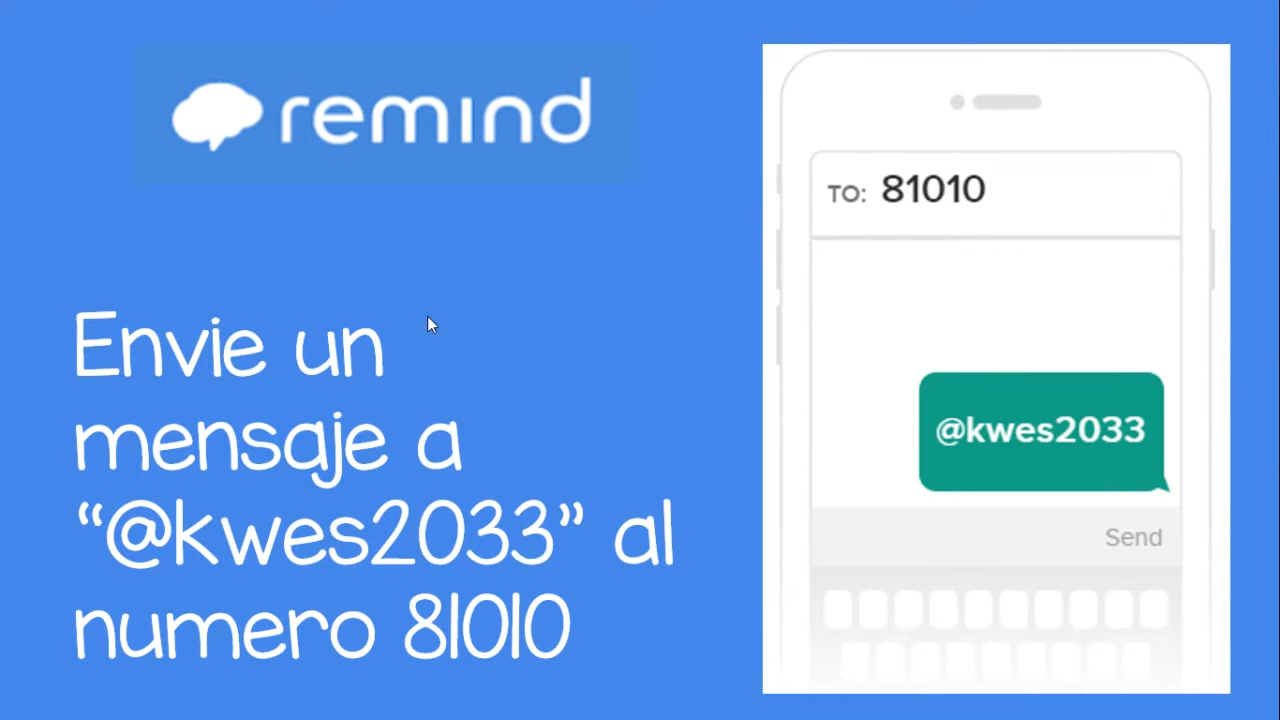 remind
Envie un
mensaje a
“@kwes2033” al
numero 81010
TO: 81010
@kwes2033
Send